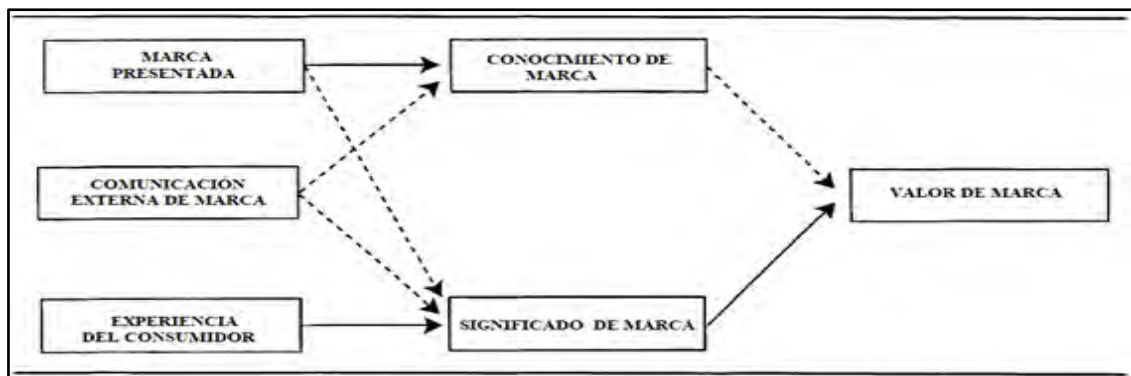 MARCA
PRESENTADA
CONOCIMIENTO DE
MARCA
COMUNICACIÓN
EXTERNA DE MARCA
VALOR DE MARCA
EXPERIENCIA
DEL CONSUMIDOR
SIGNIFICADO DE MARCA